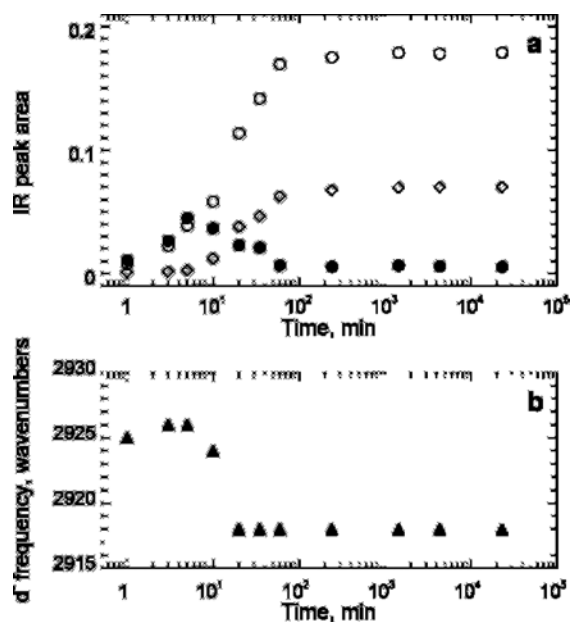 0.2
a
0.1
0
IR peak area
1 10¹ 10² 10³ 10⁴ 10⁵
Time, min
2930
b
2925
2920
2915
d⁻ frequency, wavenumbers
1 10¹ 10² 10³ 10⁴ 10⁵
Time, min